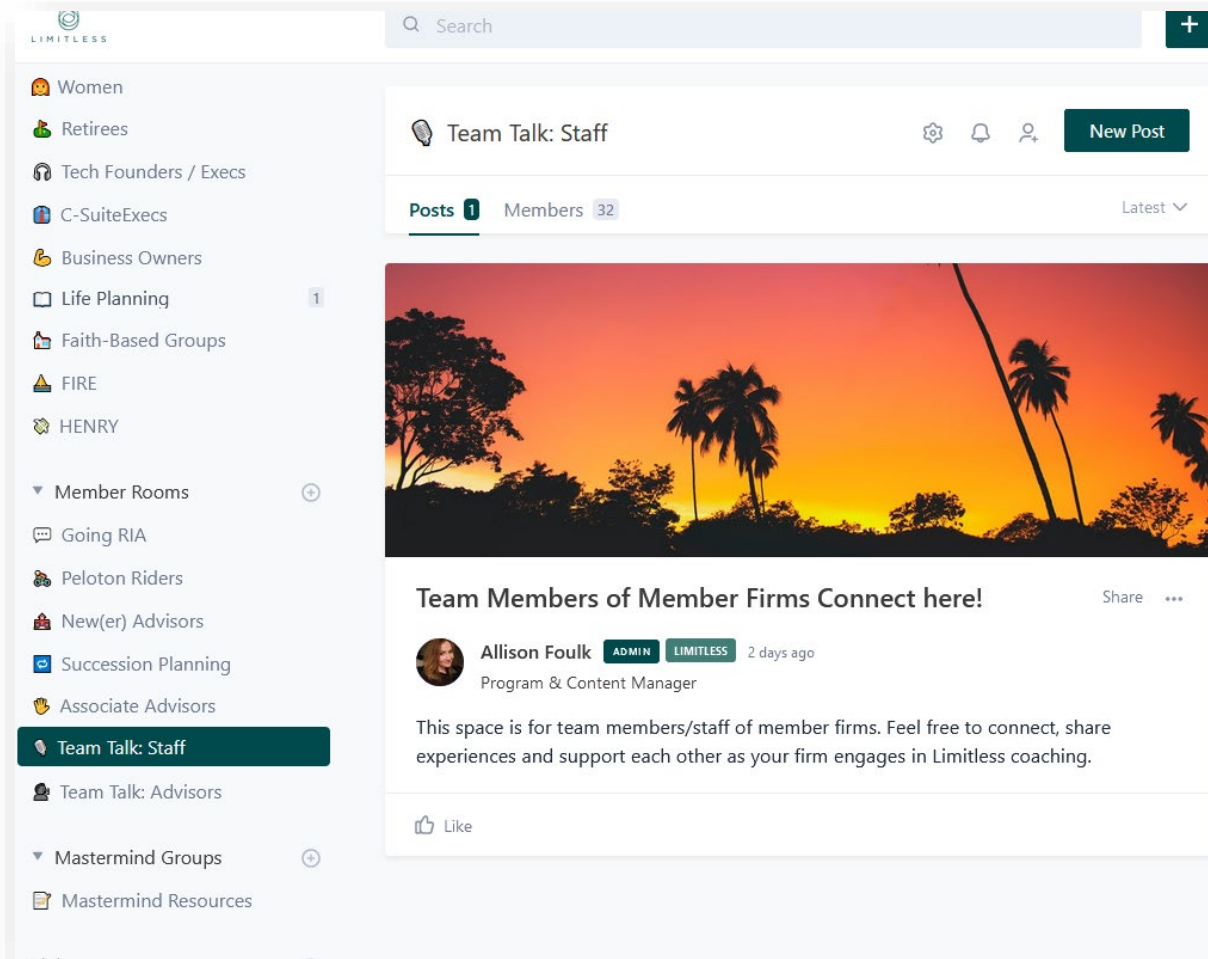 LIMITLESS
Search
+
Women
Retirees
Tech Founders / Execs
C-SuiteExecs
Business Owners
Life Planning 1
Faith-Based Groups
FIRE
HENRY
Member Rooms
Going RIA
Peloton Riders
New(er) Advisors
Succession Planning
Associate Advisors
Team Talk: Staff
Team Talk: Advisors
Mastermind Groups
Mastermind Resources
Team Talk: Staff
New Post
Posts 1 Members 32
Latest
Team Members of Member Firms Connect here!
Share
Allison Foulk ADMIN LIMITLESS 2 days ago
Program & Content Manager
This space is for team members/staff of member firms. Feel free to connect, share
experiences and support each other as your firm engages in Limitless coaching.
Like